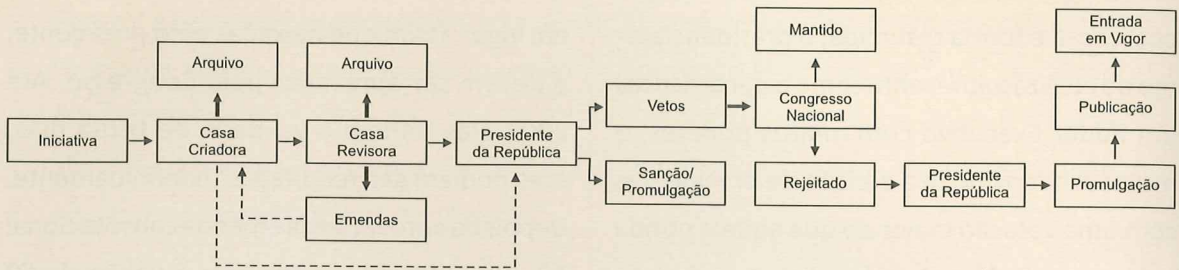 Iniciativa
Arquivo
Casa
Criadora
Arquivo
Casa
Revisora
Emendas
Presidente
da República
Vetos
Sanção/
Promulgação
Mantido
Congresso
Nacional
Rejeitado
Presidente
da República
Promulgação
Publicação
Entrada
em Vigor